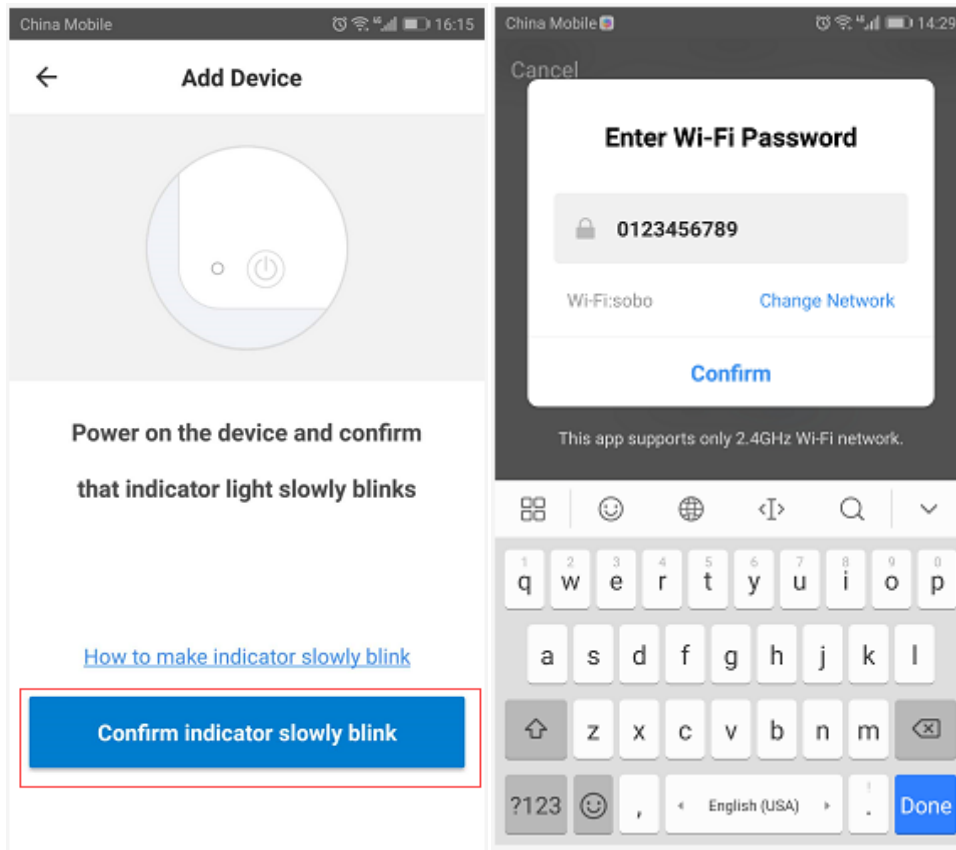 China Mobile 16:15
Add Device
Power on the device and confirm
that indicator light slowly blinks
How to make indicator slowly blink
Confirm indicator slowly blink
China Mobile 14:29
Cancel
Enter Wi-Fi Password
0123456789
Wi-Fi:sobo Change Network
Confirm
This app supports only 2.4GHz Wi-Fi network.
1 2 3 4 5 6 7 8 9 0
q w e r t y u i o p
a s d f g h j k l
z x c v b n m
?123 , English (USA) ! . Done